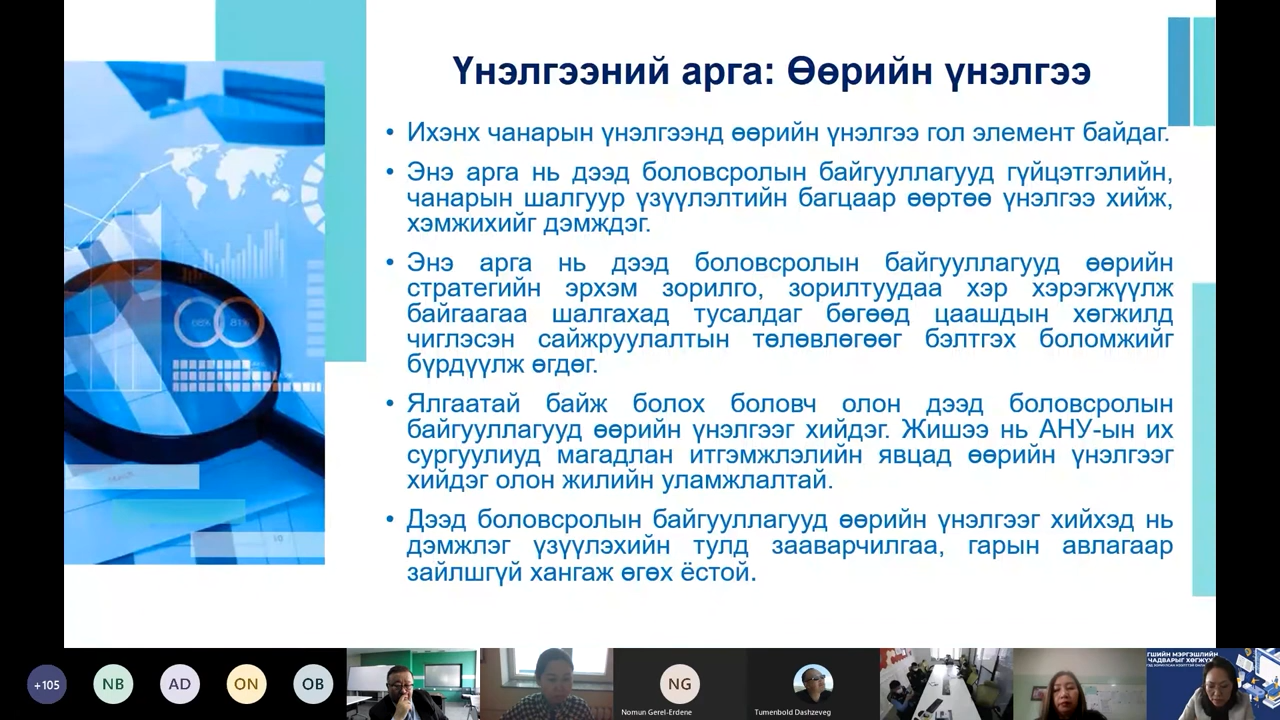 Үнэлгээний арга: Өөрийн үнэлгээ
• Ихэнх чанарын үнэлгээнд өөрийн үнэлгээ гол элемент байдаг.
• Энэ арга нь дээд боловсролын байгууллагууд гүйцэтгэлийн,
чанарын шалгуур үзүүлэлтийн багцаар өөртөө үнэлгээ хийж,
хэмжихийг дэмждэг.
• Энэ арга нь дээд боловсролын байгууллагууд өөрийн
стратегийн эрхэм зорилго, зорилтуудаа хэр хэрэгжүүлж
байгаагаа шалгахад тусалдаг бөгөөд цаашдын хөгжилд
чиглэсэн сайжруулалтын төлөвлөгөөг бэлтгэх боломжийг
бүрдүүлж өгдөг.
• Ялгаатай байж болох боловч олон дээд боловсролын
байгууллагууд өөрийн үнэлгээг хийдэг. Жишээ нь АНУ-ын их
сургуулиуд магадлан итгэмжлэлийн явцад өөрийн үнэлгээг
хийдэг олон жилийн уламжлалтай.
• Дээд боловсролын байгууллагууд өөрийн үнэлгээг хийхэд нь
дэмжлэг үзүүлэхийн тулд зааварчилгаа, гарын авлагаар
зайлшгүй хангаж өгөх ёстой.
+105
NB
AD
ON
OB
NG
Nomun Gerel-Erdene
Tumenbold Dashzeveg
ГШИЙН МЭРГЭШЛИЙН
ЧАДВАРЫГ ХӨГЖҮҮ